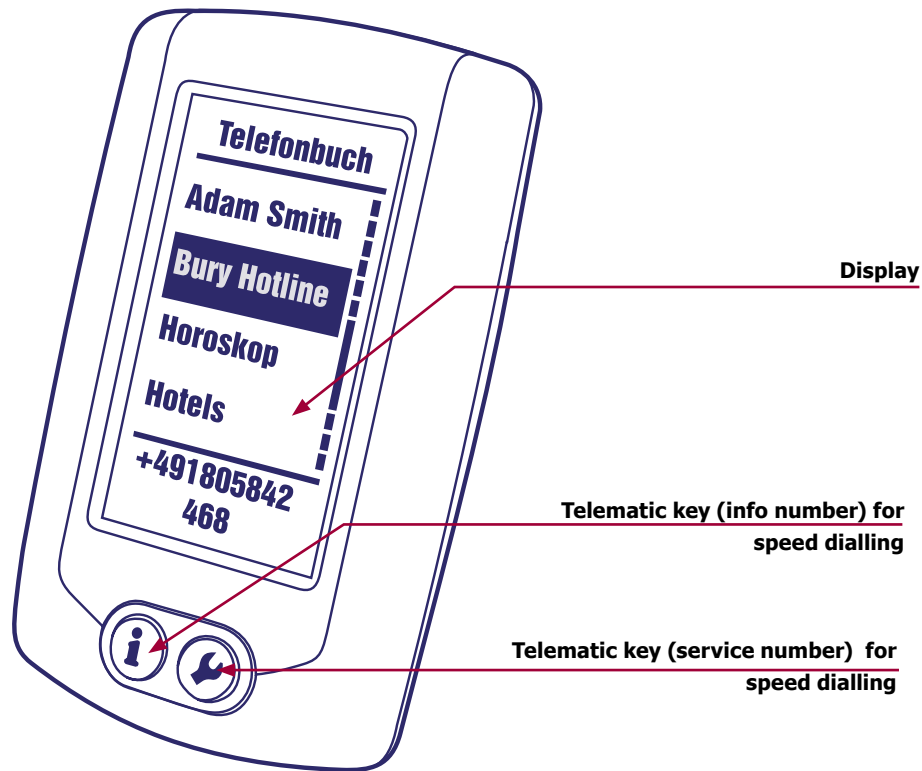 Telefonbuch
Adam Smith
Bury Hotline
Horoskop
Hotels
+491805842
468
i
Display
Telematic key (info number) for
speed dialling
Telematic key (service number) for
speed dialling